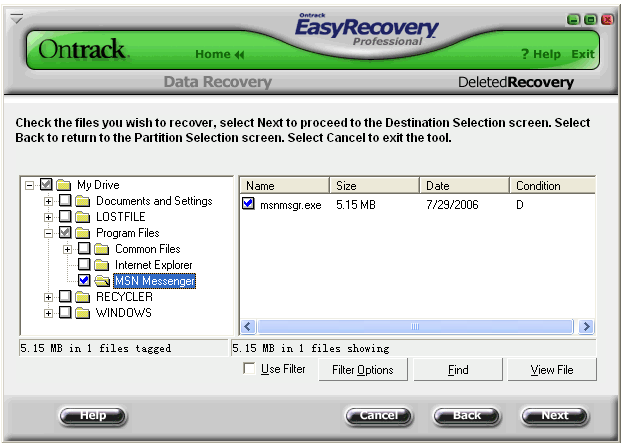 Ontrack
EasyRecovery
Professional
Ontrack
Home
? Help Exit
Data Recovery
DeletedRecovery
Check the files you wish to recover, select Next to proceed to the Destination Selection screen. Select
Back to return to the Partition Selection screen. Select Cancel to exit the tool.
My Drive
Documents and Settings
LOSTFILE
Program Files
Common Files
Internet Explorer
MSN Messenger
RECYCLER
WINDOWS
Name Size Date Condition
msnmsgr.exe 5.15 MB 7/29/2006 D
5.15 MB in 1 files tagged
5.15 MB in 1 files showing
Use Filter
Filter Options
Find
View File
Help
Cancel
Back
Next